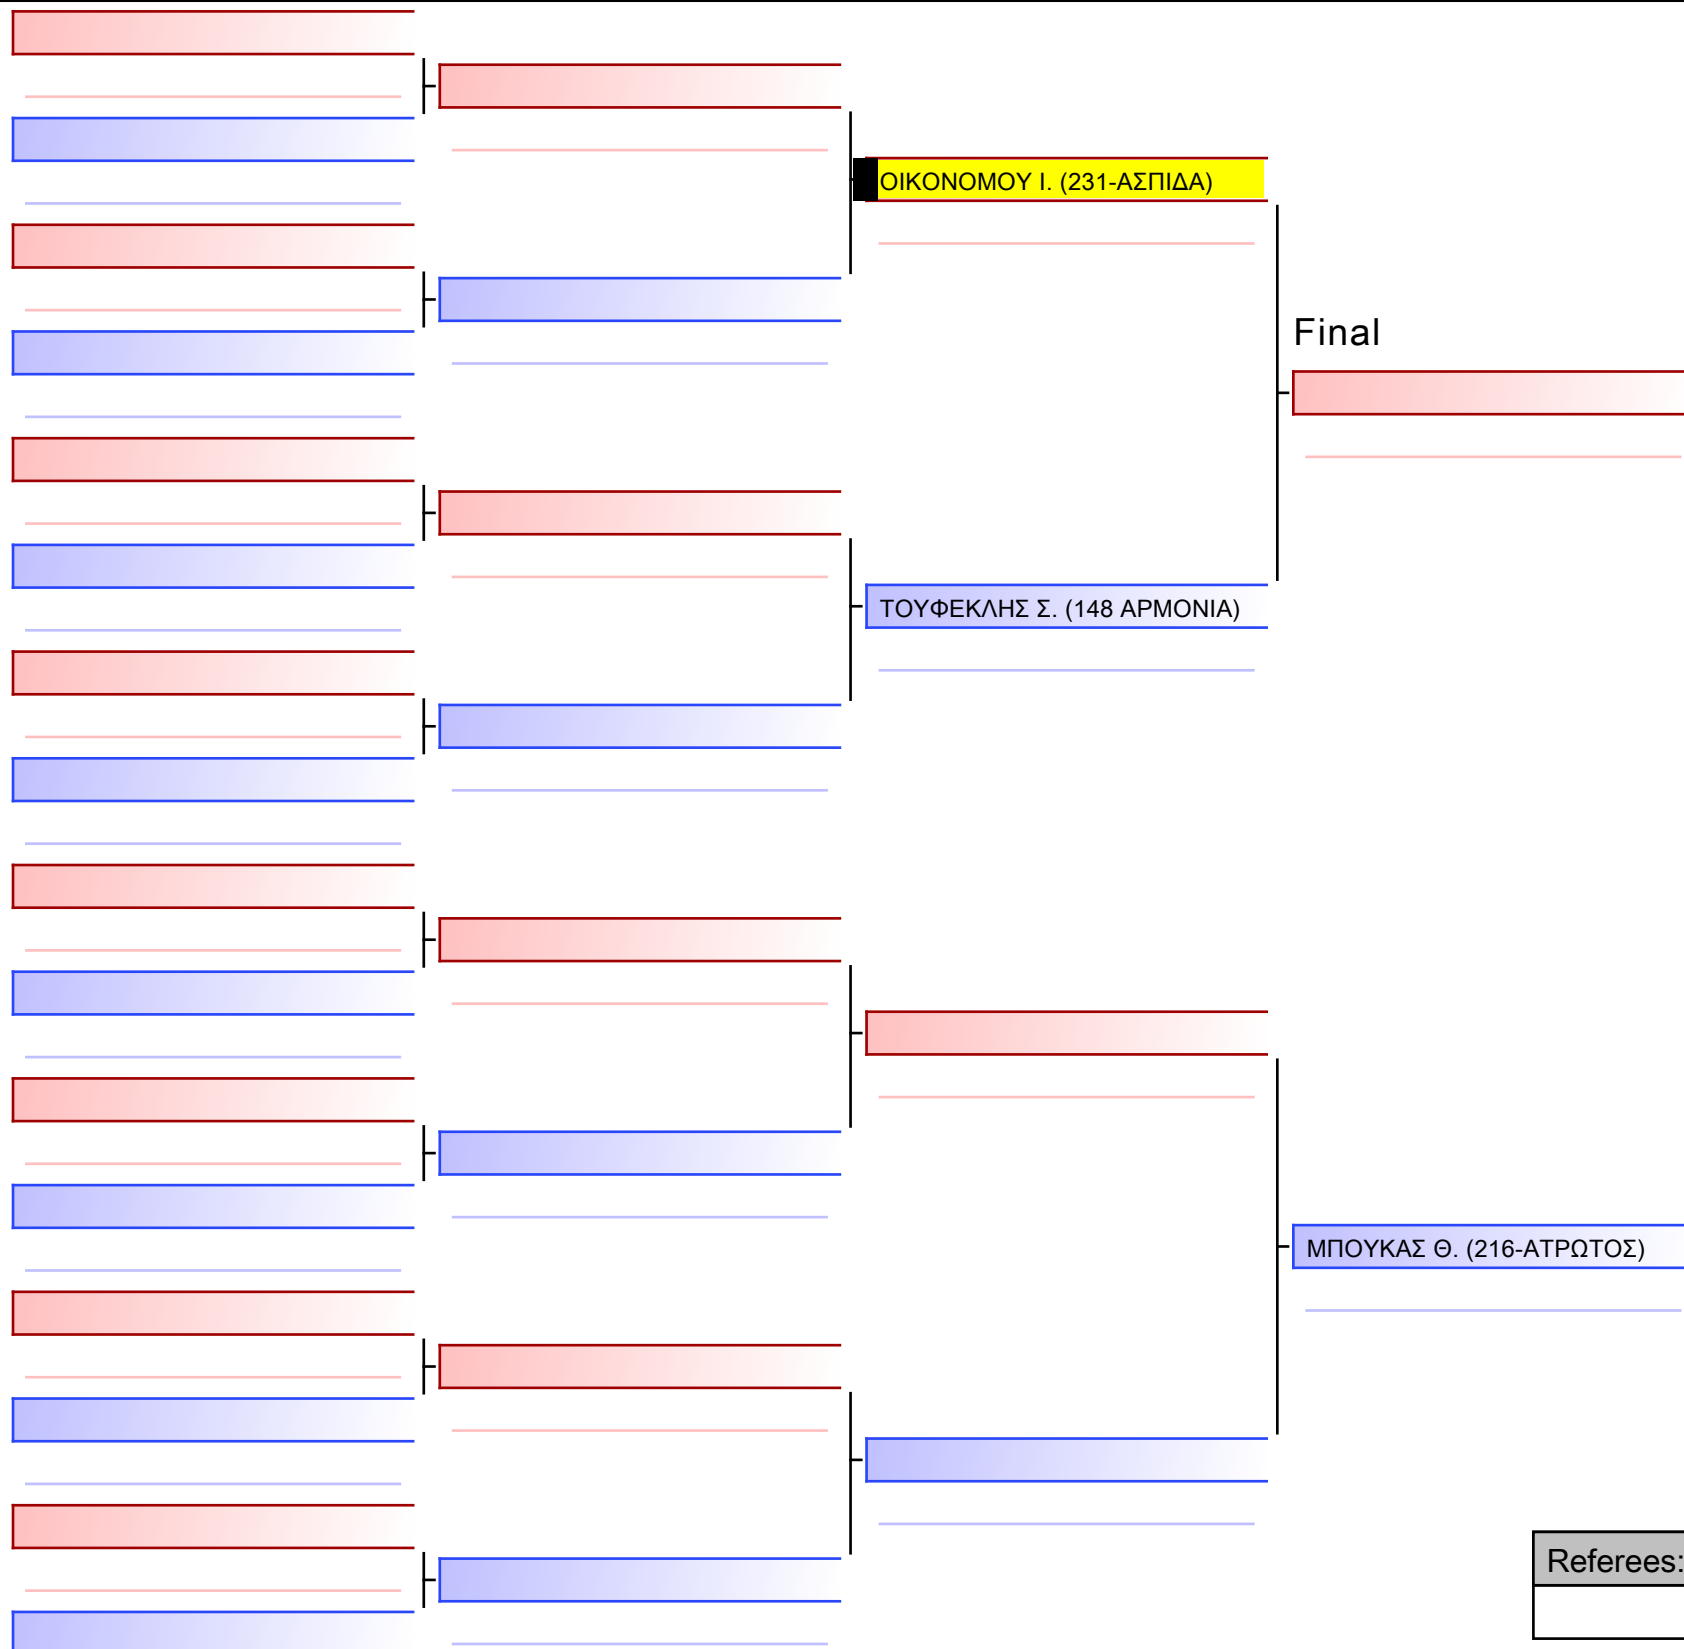 ΟΙΚΟΝΟΜΟΥ Ι. (231-ΑΣΠΙΔΑ)
Final
ΤΟΥΦΕΚΛΗΣ Σ. (148 ΑΡΜΟΝΙΑ)
ΜΠΟΥΚΑΣ Θ. (216-ΑΤΡΩΤΟΣ)
Referees: